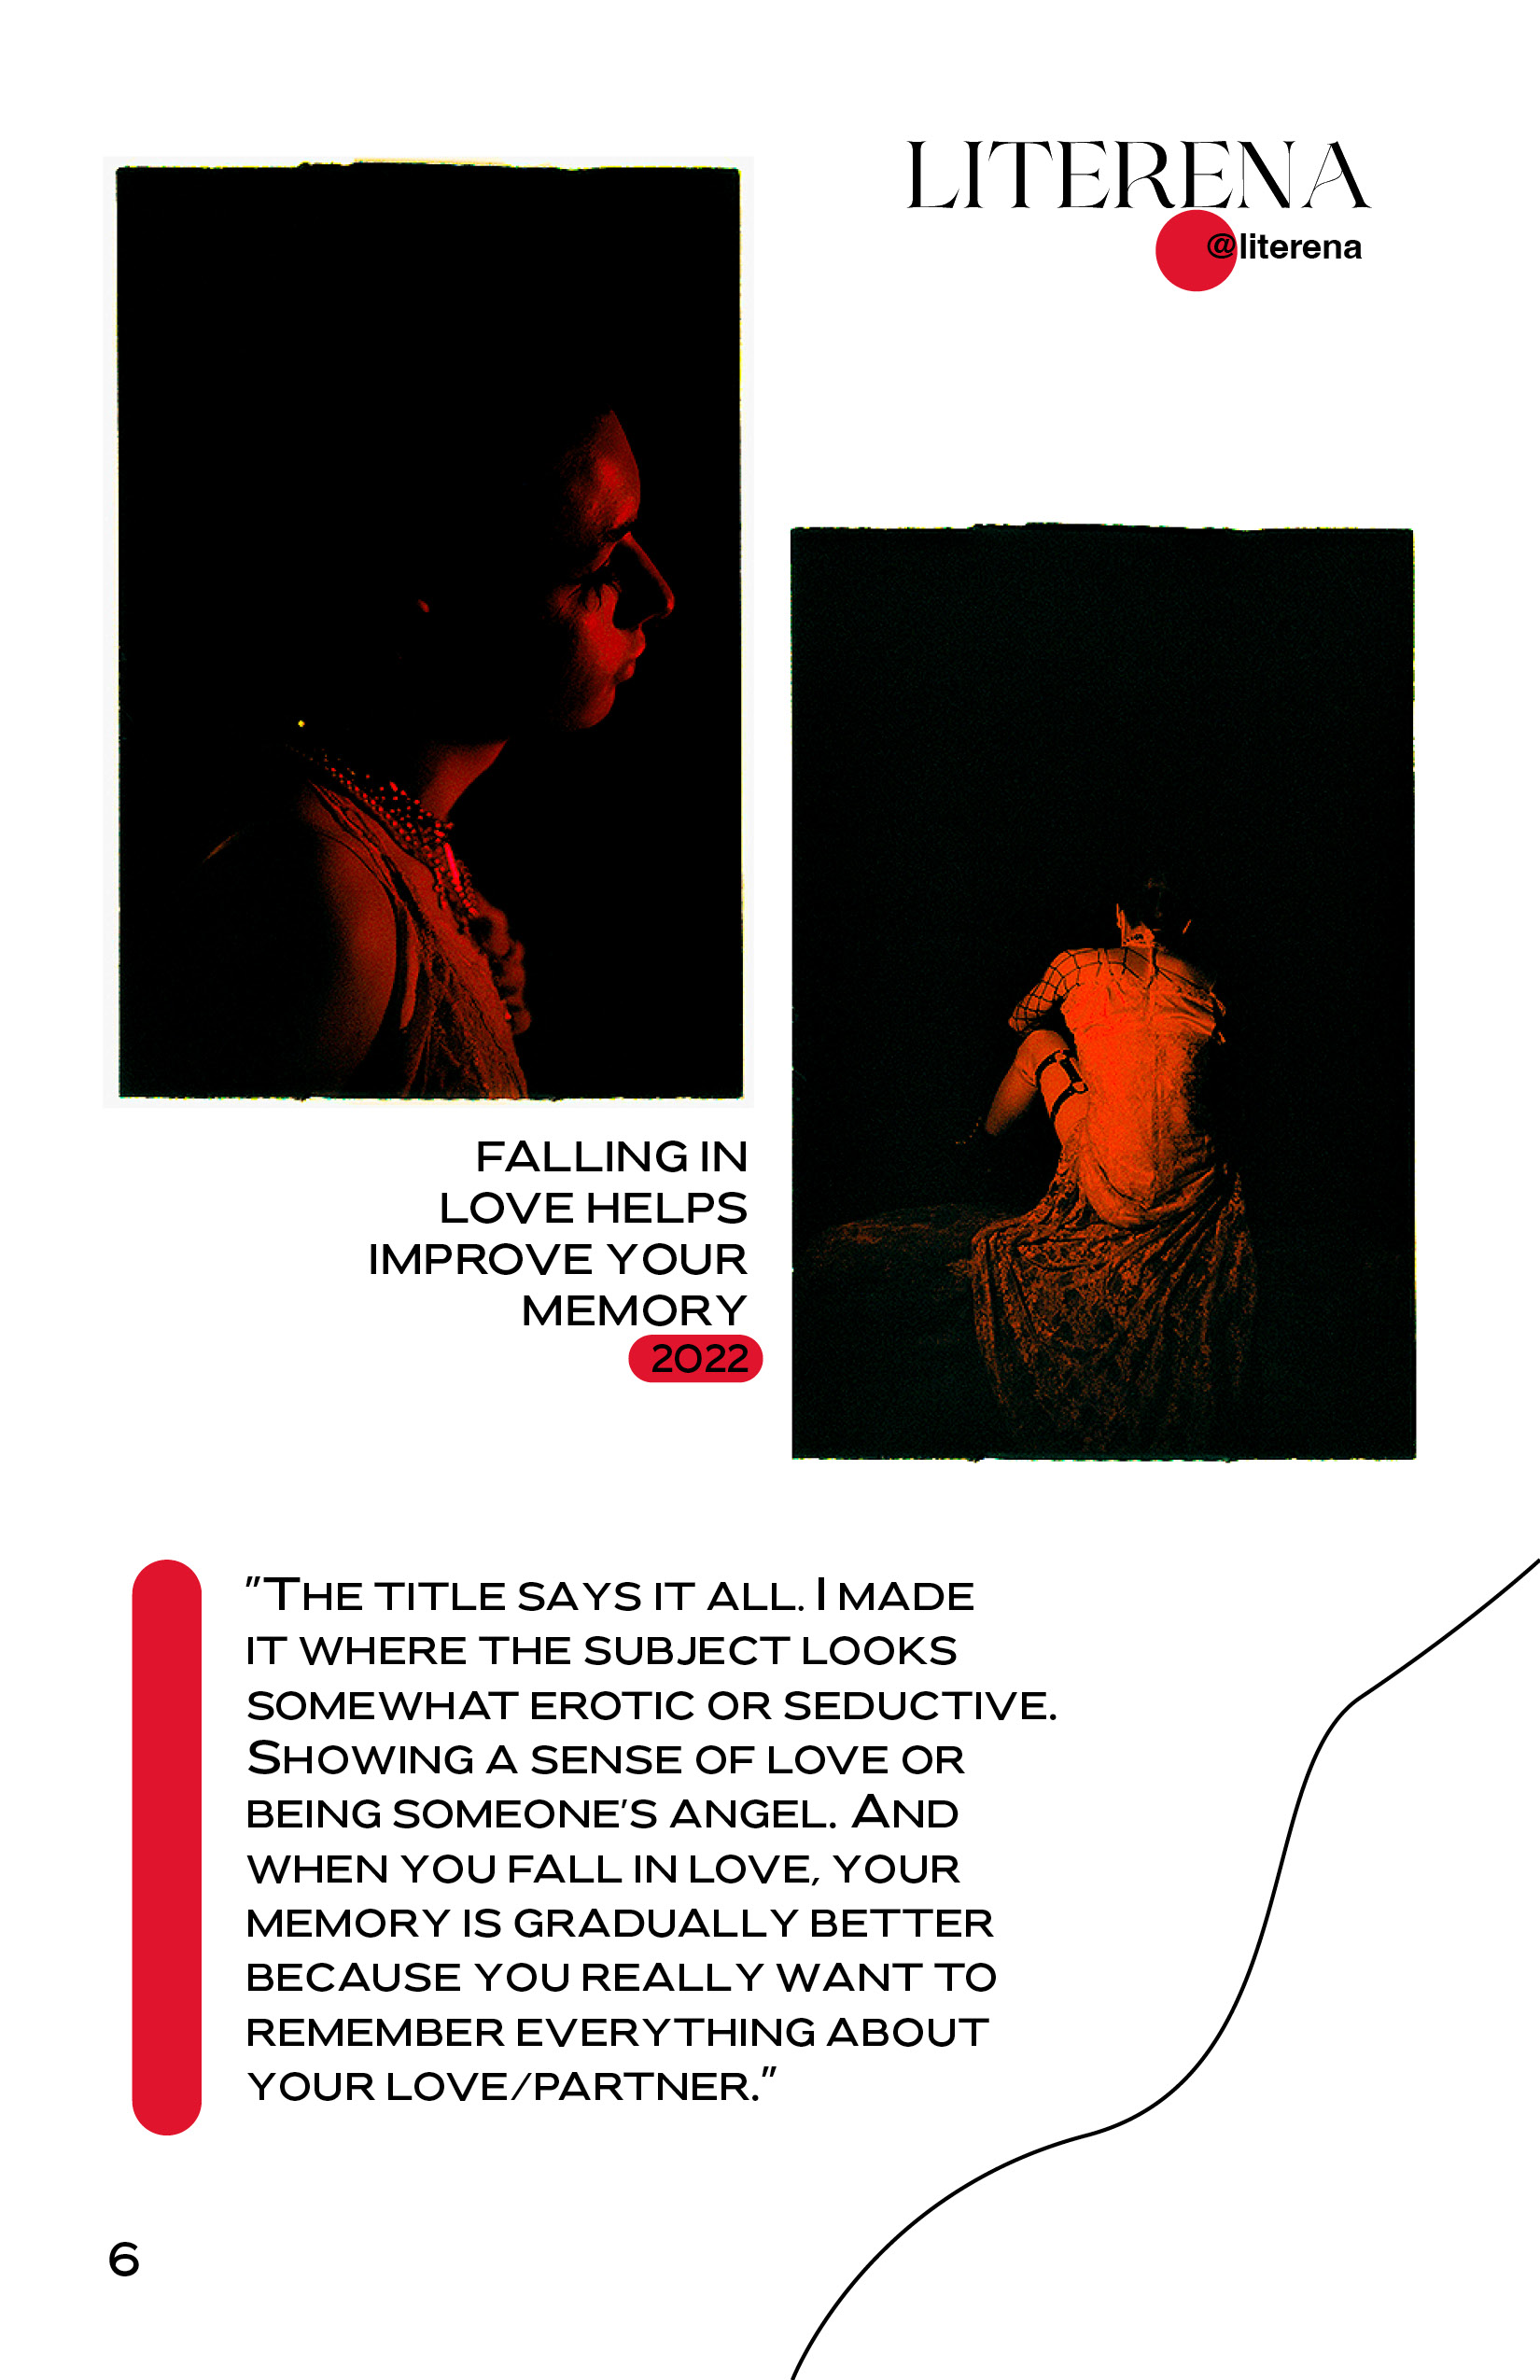 LITERENA
@literena
FALLING IN
LOVE HELPS
IMPROVE YOUR
MEMORY
2022
"The title says it all. I made
it where the subject looks
somewhat erotic or seductive.
Showing a sense of love or
being someone's angel. And
when you fall in love, your
memory is gradually better
because you really want to
remember everything about
your love/partner."
6